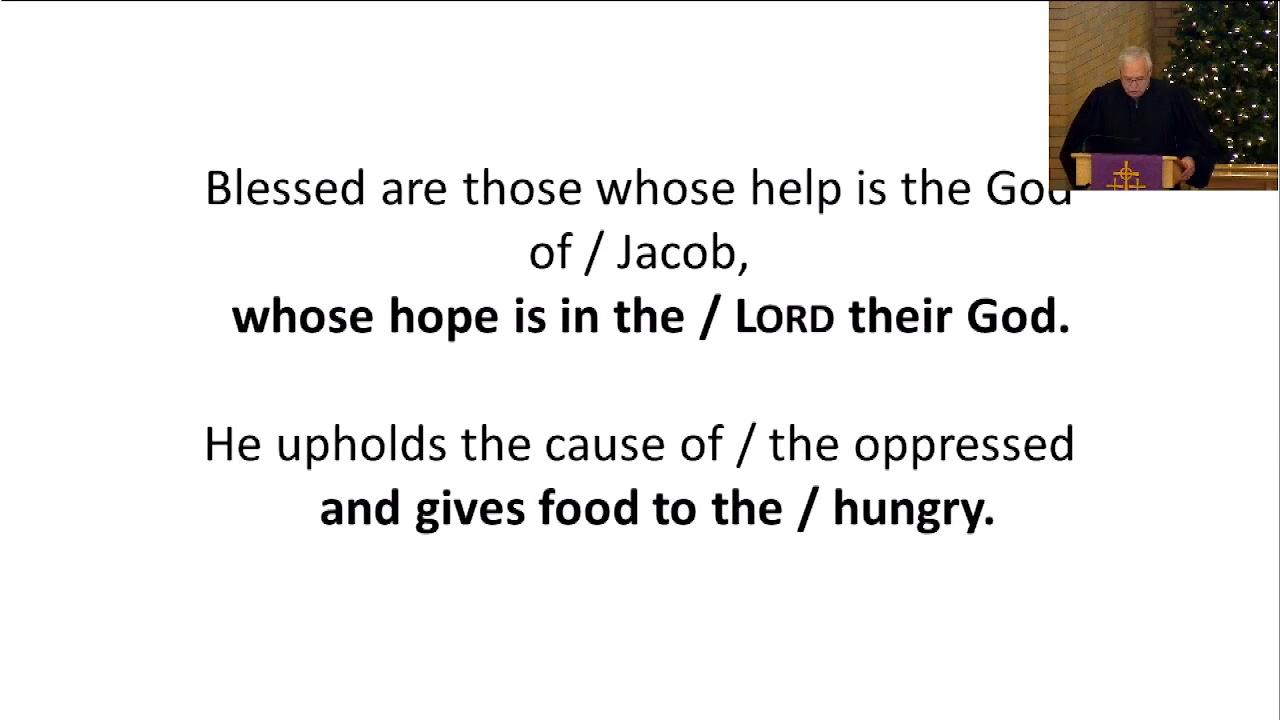 Blessed are those whose help is the God
of / Jacob,
whose hope is in the / LORD their God.
He upholds the cause of / the oppressed
and gives food to the / hungry.